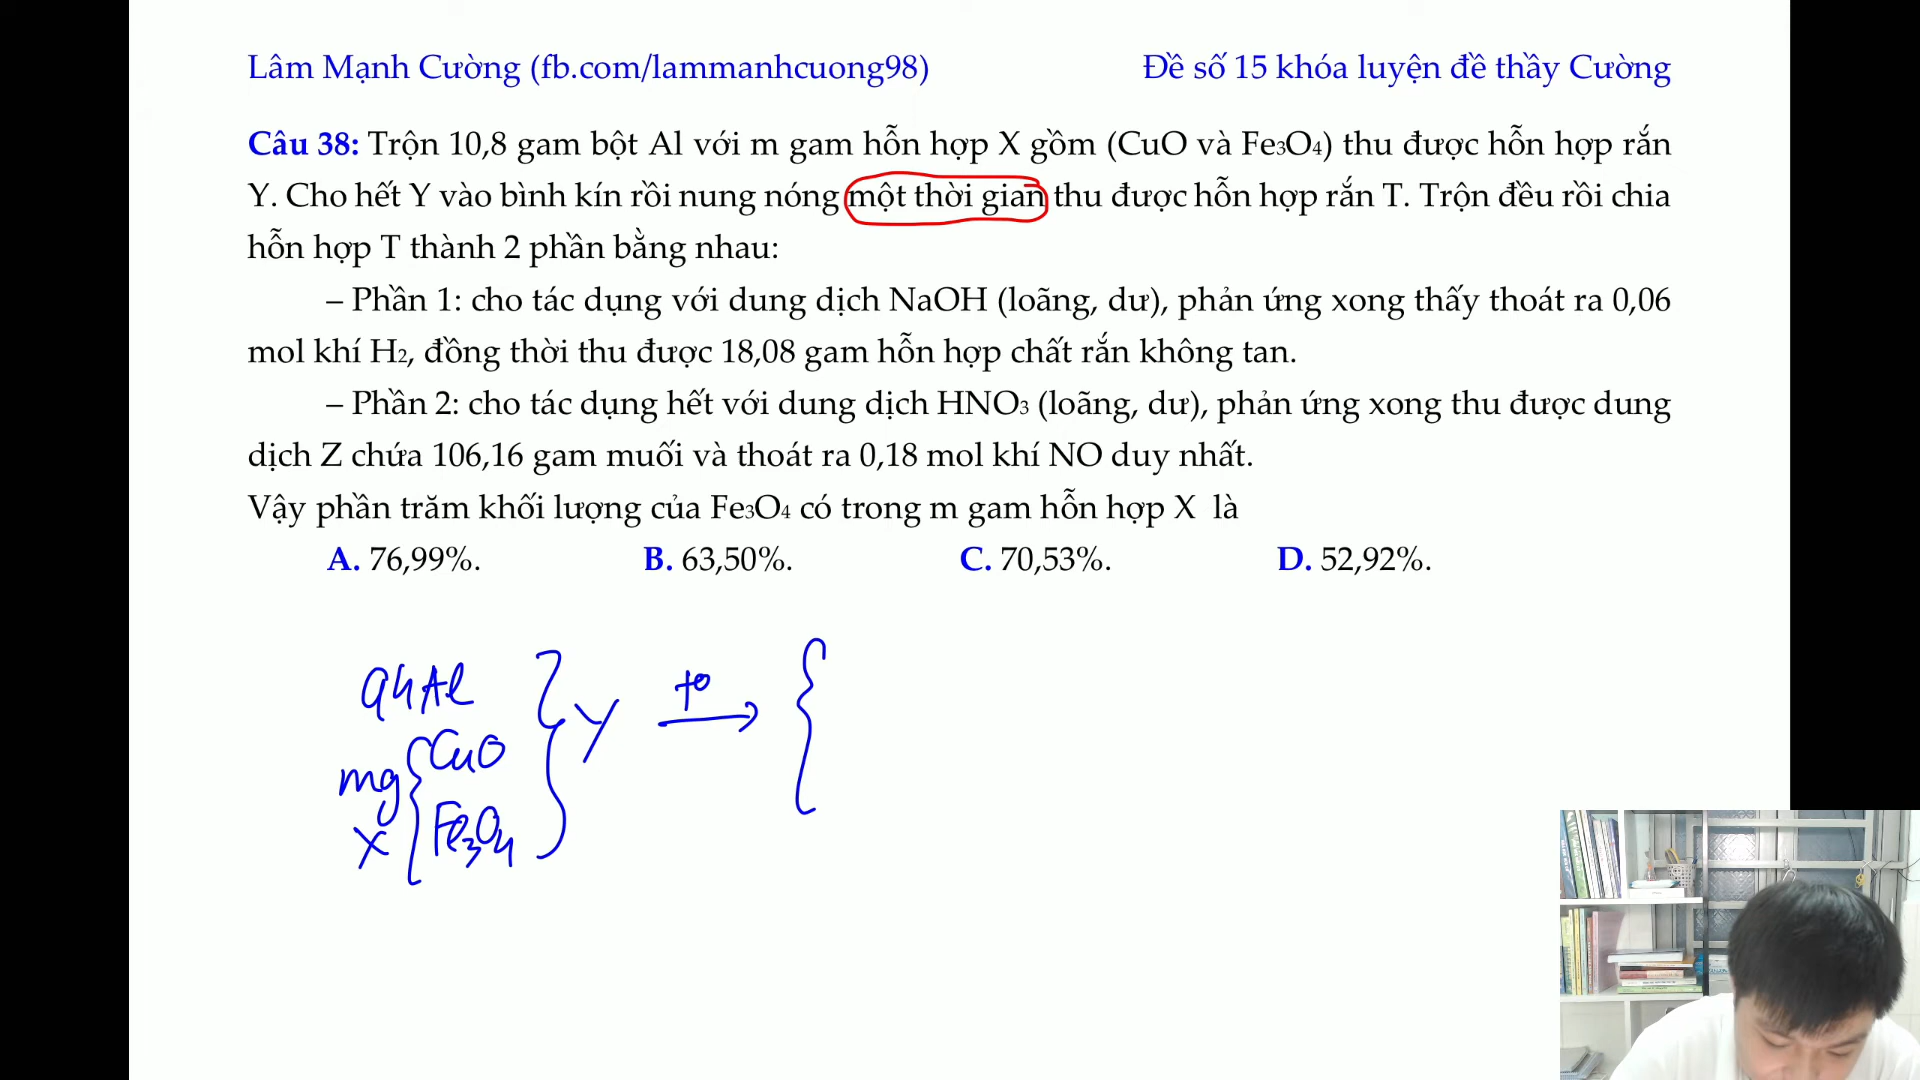 Lâm Mạnh Cường (fb.com/lammanhcuong98) Đề số 15 khóa luyện đề thầy Cường
Câu 38: Trộn 10,8 gam bột Al với m gam hỗn hợp X gồm (CuO và Fe3O4) thu được hỗn hợp rắn
Y. Cho hết Y vào bình kín rồi nung nóng một thời gian thu được hỗn hợp rắn T. Trộn đều rồi chia
hỗn hợp T thành 2 phần bằng nhau:
– Phần 1: cho tác dụng với dung dịch NaOH (loãng, dư), phản ứng xong thấy thoát ra 0,06
mol khí H2, đồng thời thu được 18,08 gam hỗn hợp chất rắn không tan.
– Phần 2: cho tác dụng hết với dung dịch HNO3 (loãng, dư), phản ứng xong thu được dung
dịch Z chứa 106,16 gam muối và thoát ra 0,18 mol khí NO duy nhất.
Vậy phần trăm khối lượng của Fe3O4 có trong m gam hỗn hợp X là
A. 76,99%. B. 63,50%. C. 70,53%. D. 52,92%.
0,4 Al
CuO
mg
X
Fe3O4
Y
t°